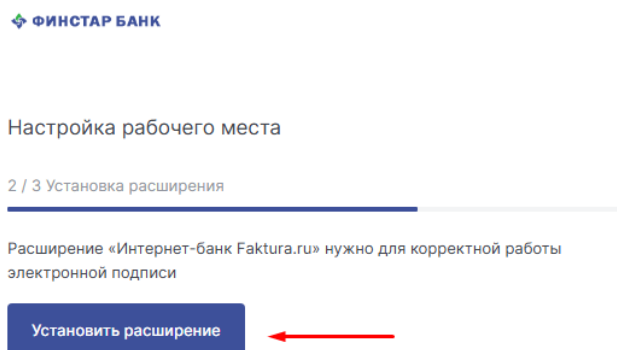 ФИНСТАР БАНК
Настройка рабочего места
2 / 3 Установка расширения
Расширение «Интернет-банк Faktura.ru» нужно для корректной работы
электронной подписи
Установить расширение